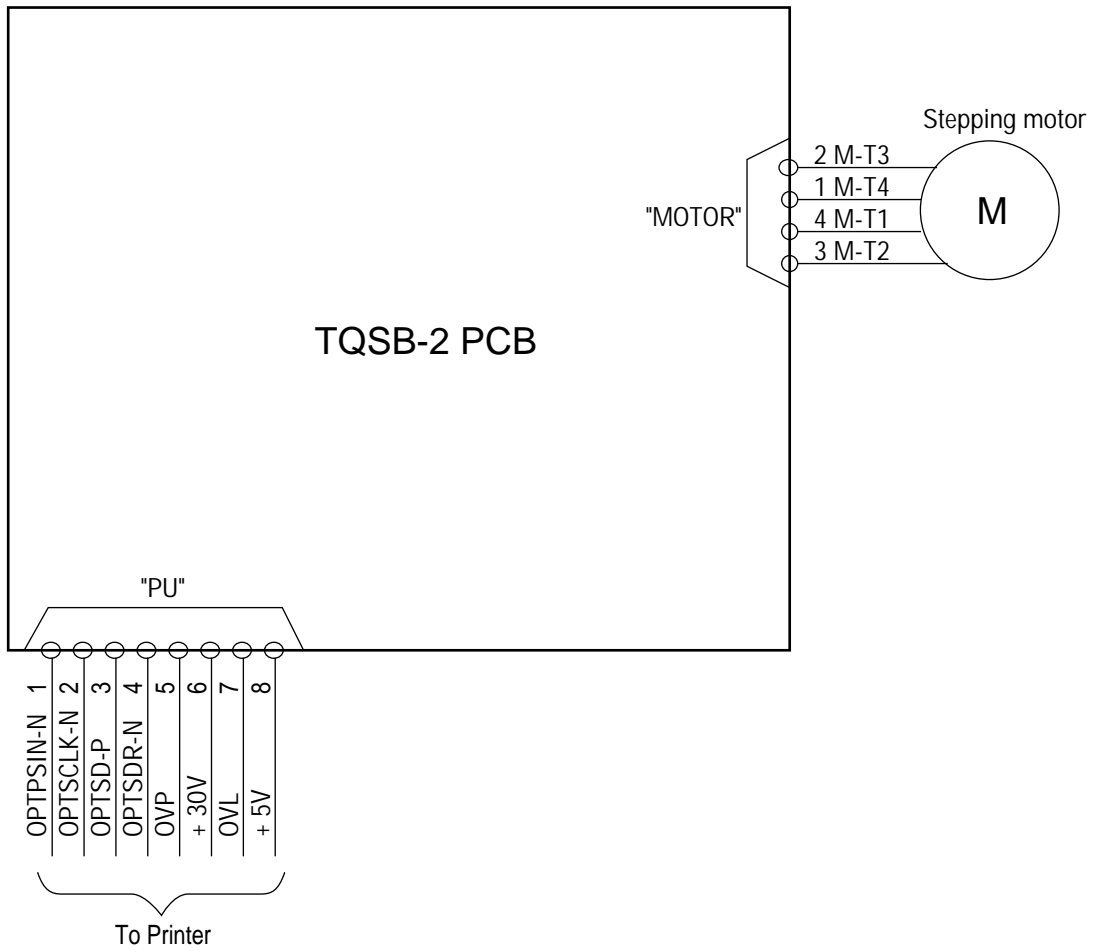 Stepping motor
2 M-T3
1 M-T4
M
"MOTOR"
4 M-T1
3 M-T2
TQSB-2 PCB
"PU"
OPTPSIN-N 1
OPTSCLK-N 2
OPTSD-P 3
OPTSDR-N 4
OVP 5
+ 30V 6
OVL 7
+ 5V 8
To Printer